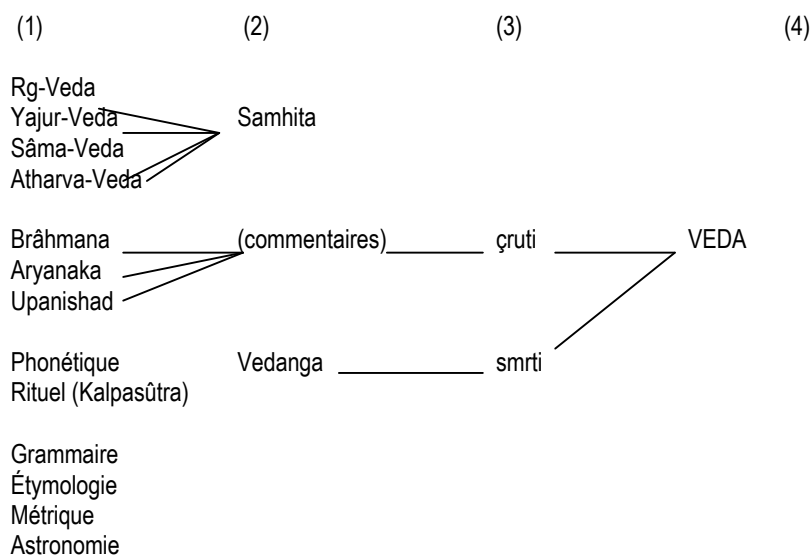 (1) (2) (3) (4)
Rg-Veda
Yajur-Veda Samhita
Sâma-Veda
Atharva-Veda
Brâhmana (commentaires) çruti VEDA
Aryanaka
Upanishad
Phonétique Vedanga smrti
Rituel (Kalpasûtra)
Grammaire
Étymologie
Métrique
Astronomie